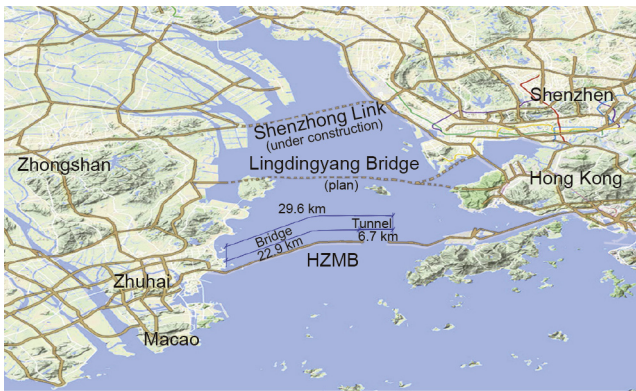 Shenzhen
Shenzhong Link
(under construction)
Zhongshan
Lingdingyang Bridge
(plan)
Hong Kong
29.6 km
Bridge
22.9 km
Tunnel
6.7 km
HZMB
Zhuhai
Macao